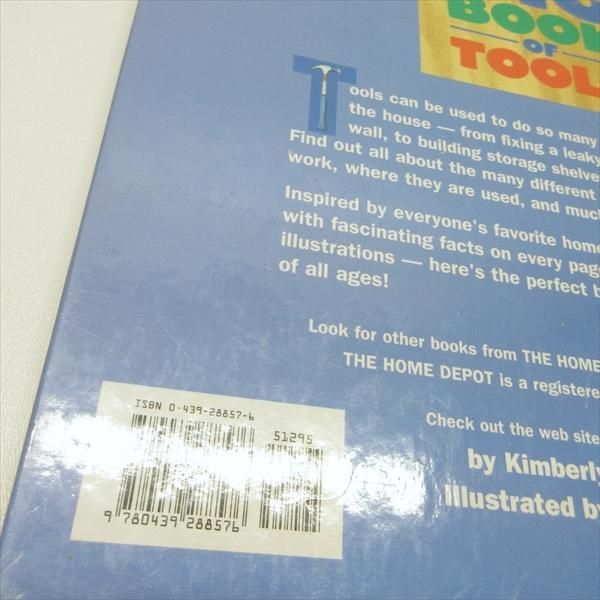 BOOK
OF
TOOL
Tools can be used to do so many
the house — from fixing a leaky
wall, to building storage shelve
Find out all about the many different
work, where they are used, and muc
Inspired by everyone's favorite home
with fascinating facts on every pag
illustrations — here's the perfect b
of all ages!
Look for other books from THE HOME
THE HOME DEPOT is a registere
Check out the web site
by Kimberly
Illustrated by
ISBN 0-439-28857-6
51295
9 780439 288576